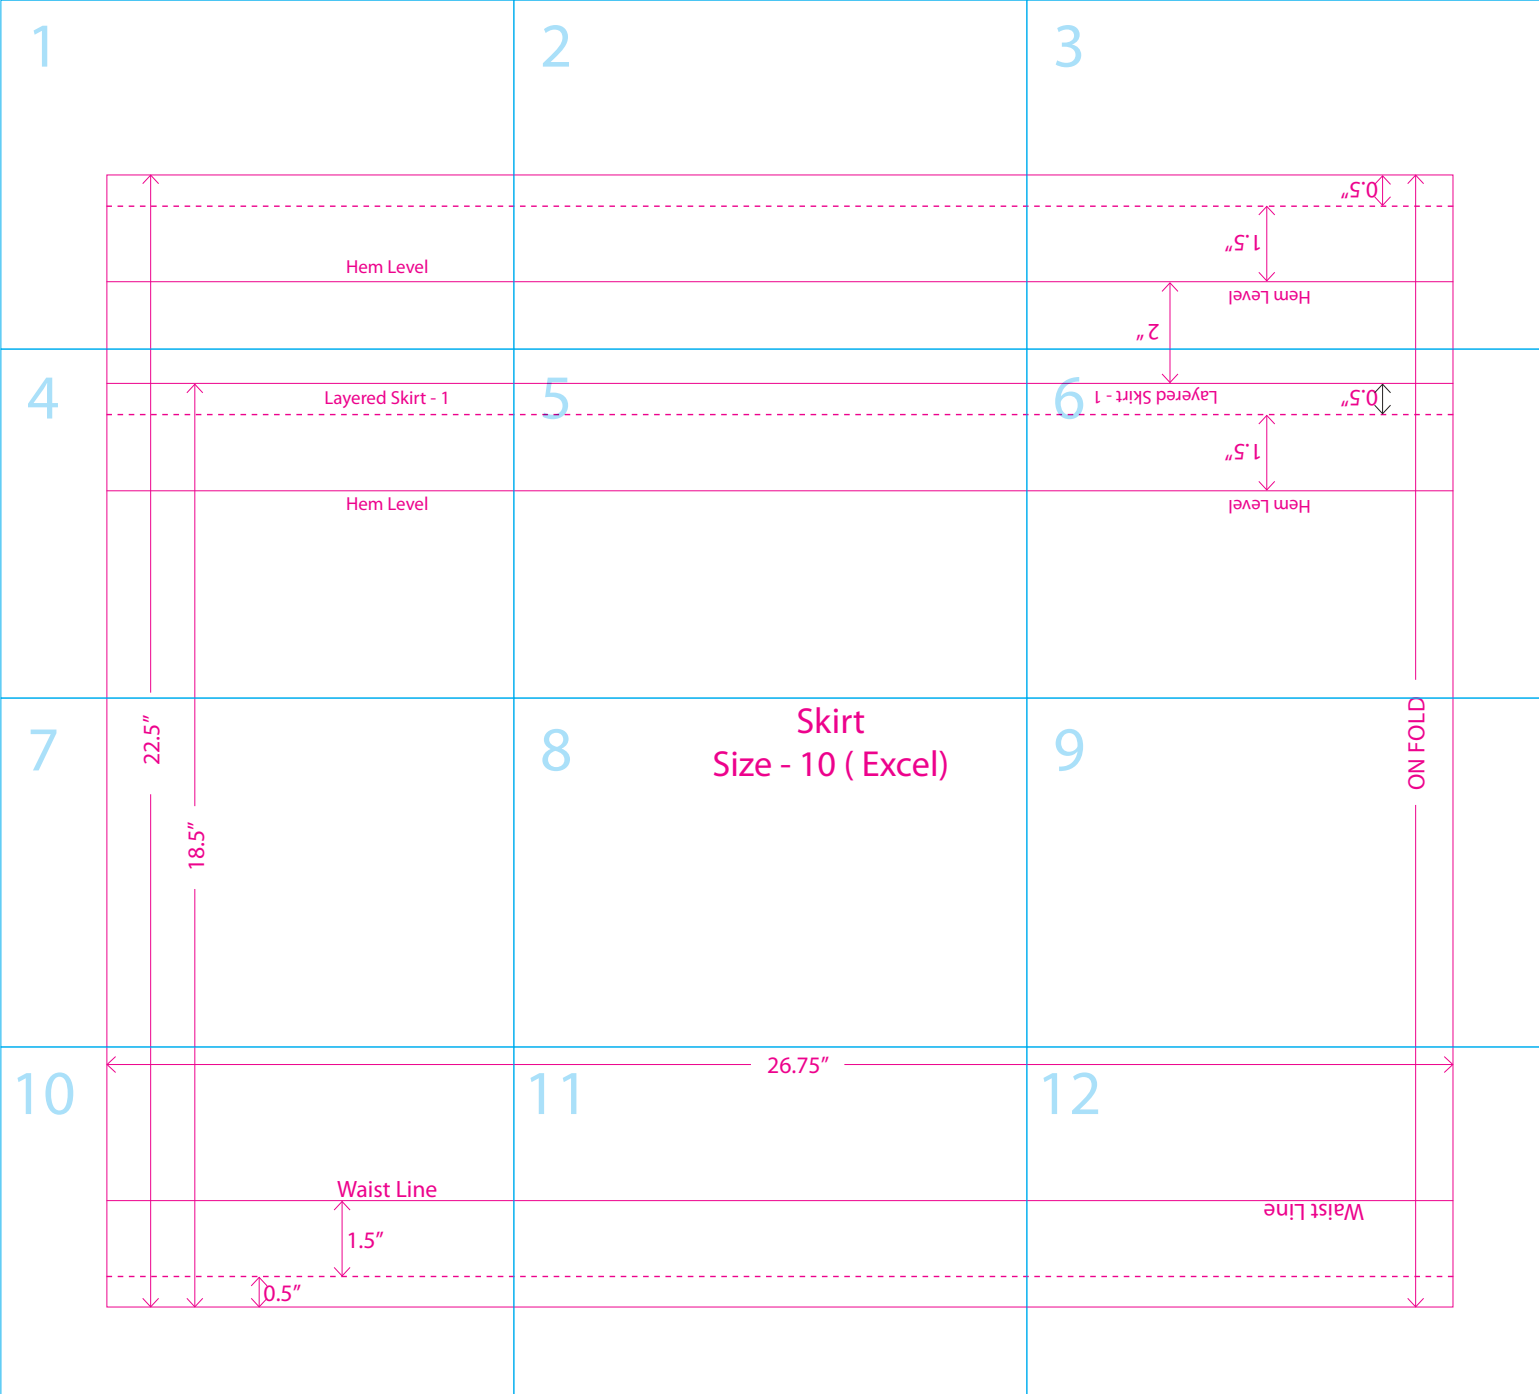 1
2
3
0.5”
1.5”
Hem Level
Hem Level
2 ”
4
5
6
Layered Skirt - 1
Layered Skirt - 1
0.5”
1.5”
Hem Level
Hem Level
7
8
9
22.5”
Skirt
ON FOLD
Size - 10 ( Excel)
18.5”
26.75”
10
11
12
Waist Line
Waist Line
1.5”
0.5”